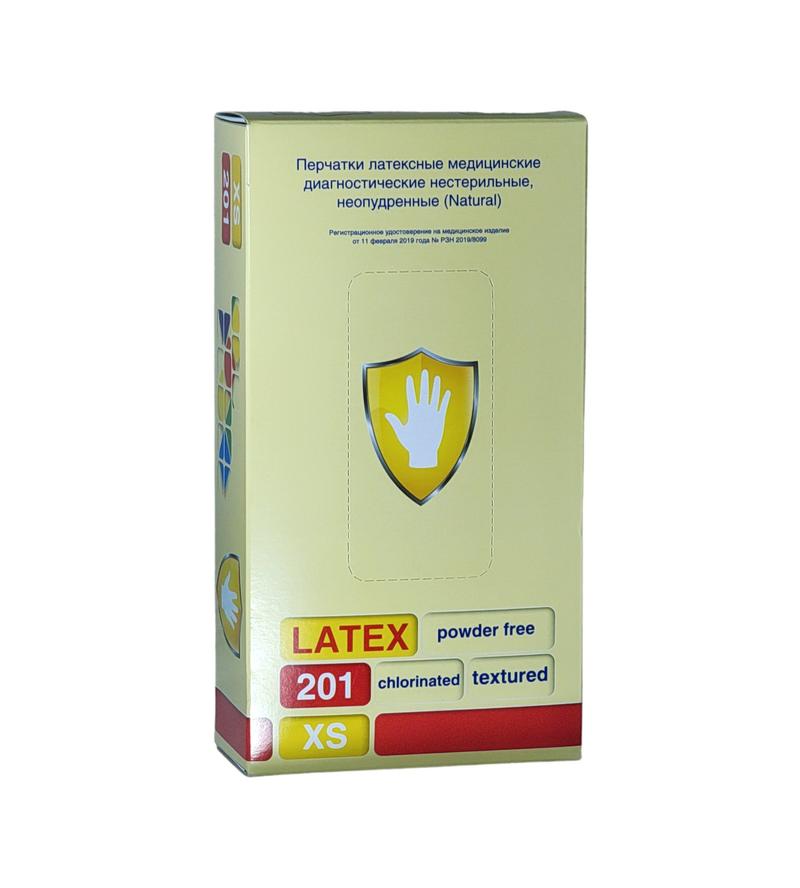 Перчатки латексные медицинские
диагностические нестерильные,
неопудренные (Natural)
Регистрационное удостоверение на медицинское изделие
от 11 февраля 2019 года № РЗН 2019/8099
XS
201
LATEX
powder free
201
chlorinated
textured
XS